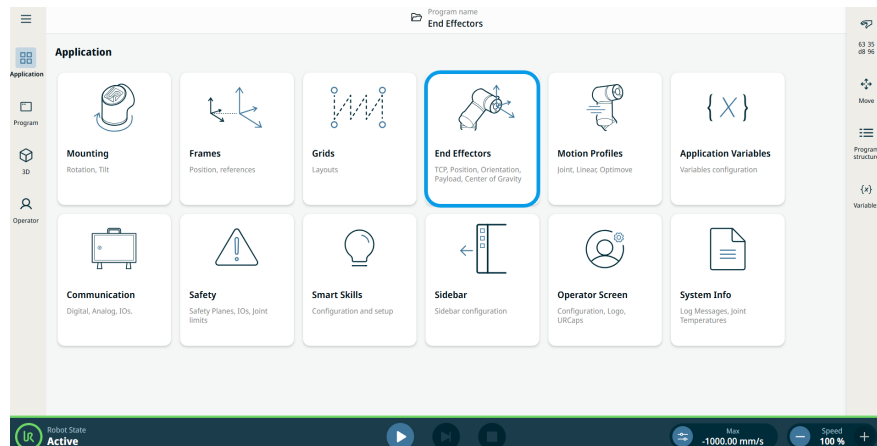 Program name
End Effectors
Application
63 35
d8 96
Application
Program
3D
Operator
Move
Program
structure
{x}
Variable
Mounting
Rotation, Tilt
Frames
Position, references
Grids
Layouts
End Effectors
TCP, Position, Orientation,
Payload, Center of Gravity
Motion Profiles
Joint, Linear, Optimove
{X}
Application Variables
Variables configuration
Communication
Digital, Analog, IOs.
Safety
Safety Planes, IOs, Joint
limits
Smart Skills
Configuration and setup
Sidebar
Sidebar configuration
Operator Screen
Configuration, Logo,
URCaps
System Info
Log Messages, Joint
Temperatures
UR
Robot State
Active
Max
-1000.00 mm/s
Speed
100 %